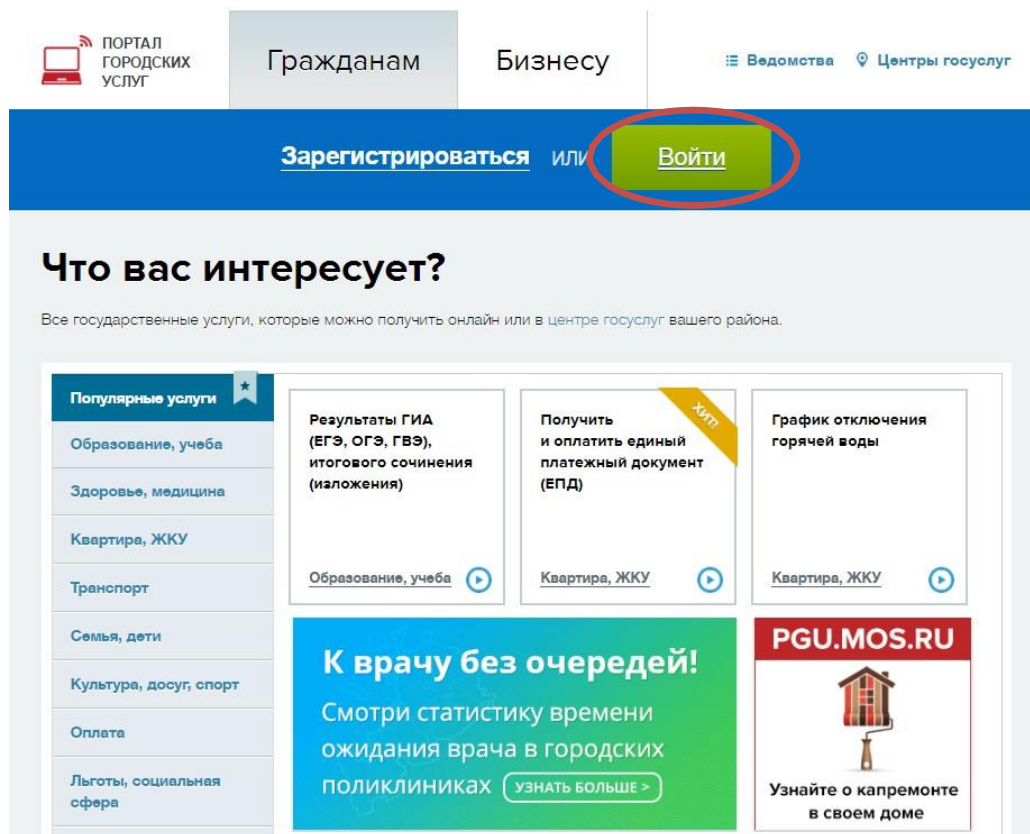 ПОРТАЛ
ГОРОДСКИХ
УСЛУГ
Гражданам
Бизнесу
Ведомства
Центры госуслуг
Зарегистрироваться или Войти
Что вас интересует?
Все государственные услуги, которые можно получить онлайн или в центре госуслуг вашего района.
Популярные услуги
Образование, учеба
Здоровье, медицина
Квартира, ЖКУ
Транспорт
Семья, дети
Культура, досуг, спорт
Оплата
Льготы, социальная
сфера
Результаты ГИА
(ЕГЭ, ОГЭ, ГВЭ),
итогового сочинения
(изложения)
Образование, учеба
Получить
и оплатить единый
платежный документ
(ЕПД)
ХИТ!
Квартира, ЖКУ
График отключения
горячей воды
Квартира, ЖКУ
К врачу без очередей!
Смотри статистику времени
ожидания врача в городских
поликлиниках УЗНАТЬ БОЛЬШЕ >
PGU.MOS.RU
Узнайте о капремонте
в своем доме